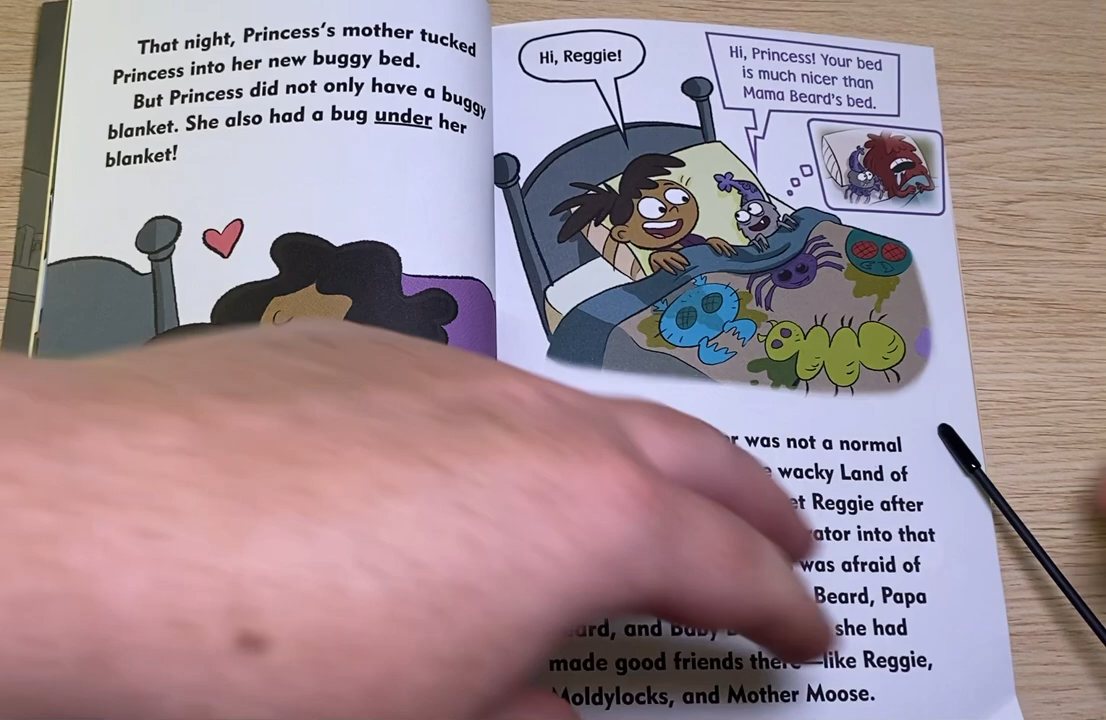 That night, Princess's mother tucked
Princess into her new buggy bed.
But Princess did not only have a buggy
blanket. She also had a bug under her
blanket!
Hi, Reggie!
Hi, Princess! Your bed
is much nicer than
Mama Beard's bed.
was not a normal
wacky Land of
Reggie after
into that
was afraid of
Beard, Papa
and she had
made good friends there—like Reggie,
Moldylocks, and Mother Moose.